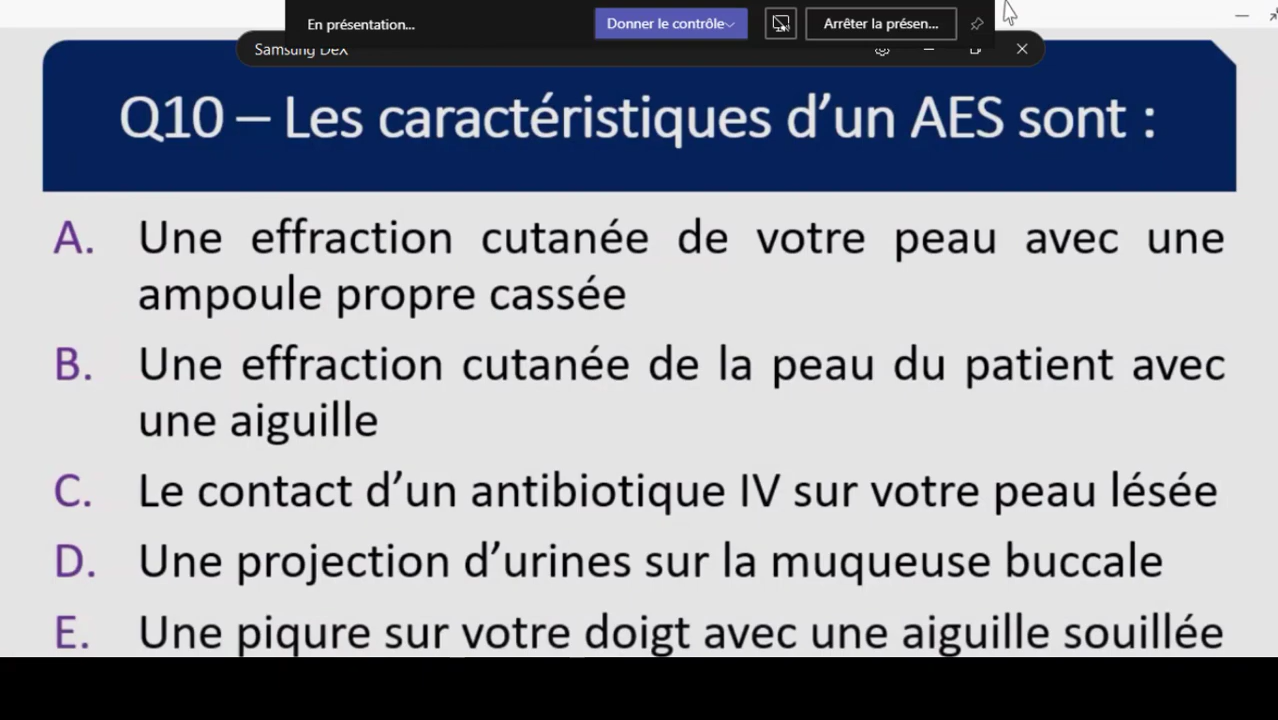 En présentation...
Donner le contrôle
Arrêter la présen...
Samsung DeX
Q10 – Les caractéristiques d’un AES sont :
A. Une effraction cutanée de votre peau avec une
ampoule propre cassée
B. Une effraction cutanée de la peau du patient avec
une aiguille
C. Le contact d’un antibiotique IV sur votre peau lésée
D. Une projection d’urines sur la muqueuse buccale
E. Une piqure sur votre doigt avec une aiguille souillée